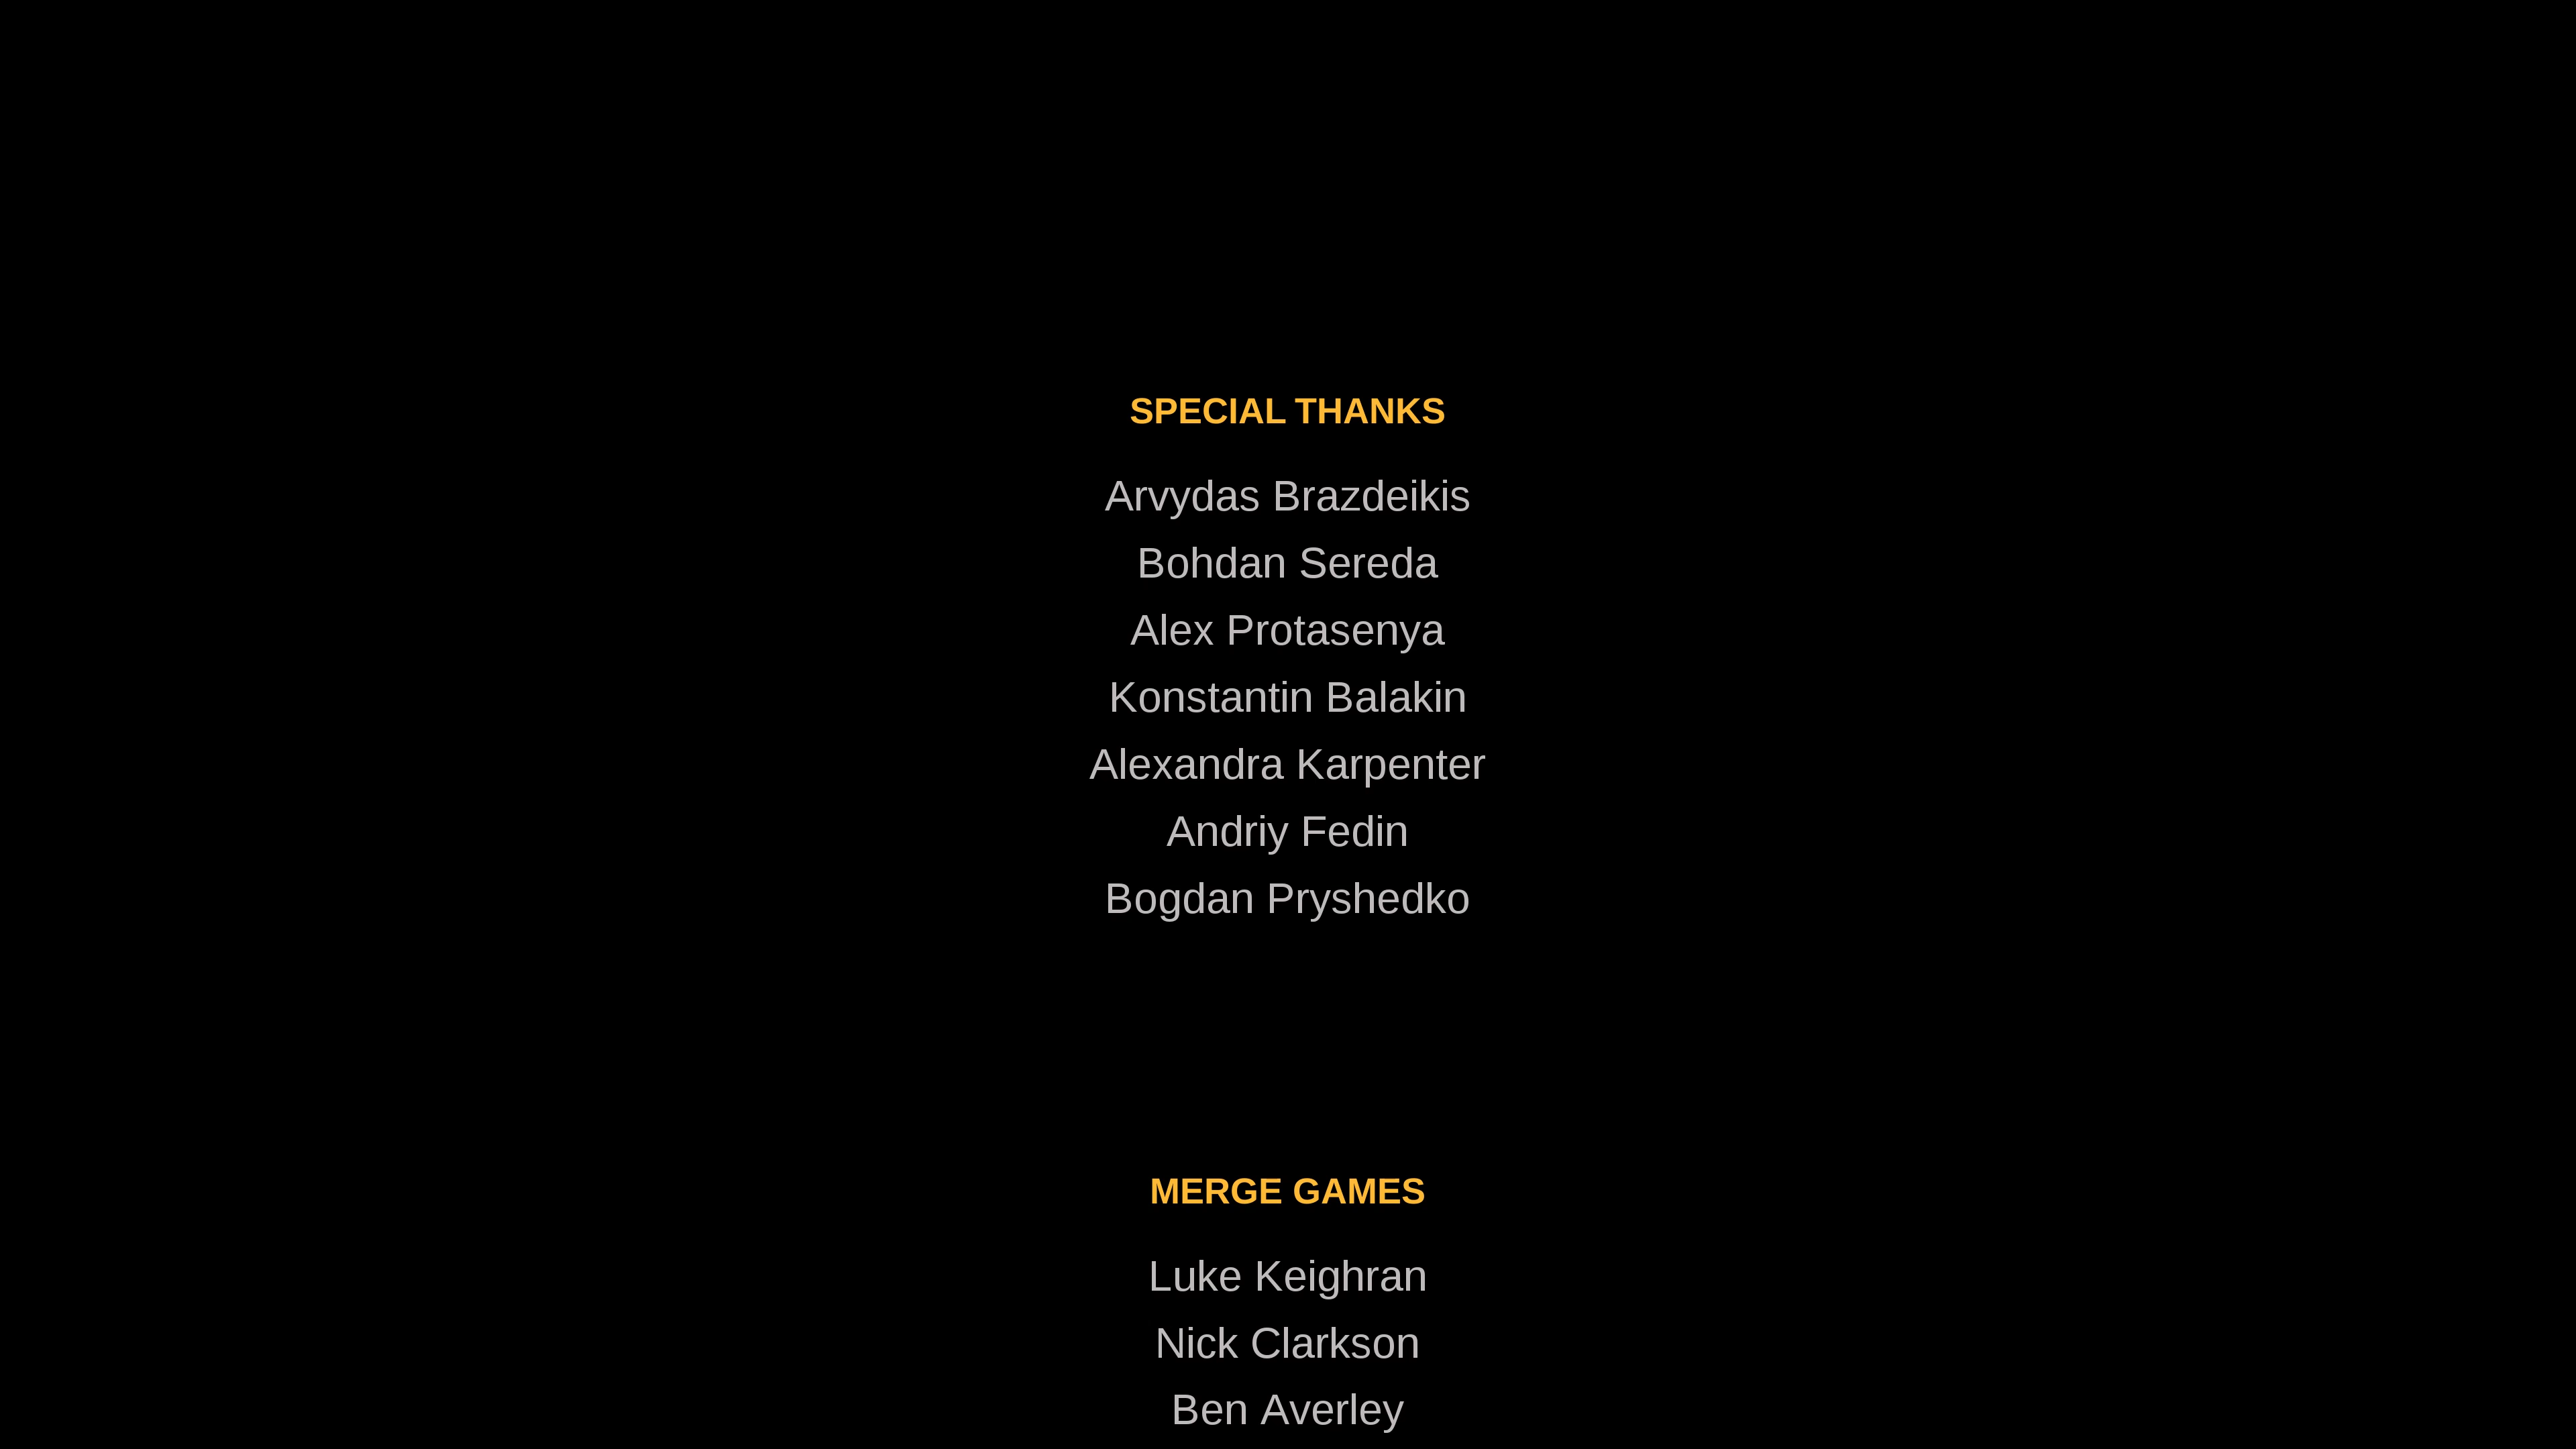 SPECIAL THANKS
Arvydas Brazdeikis
Bohdan Sereda
Alex Protasenya
Konstantin Balakin
Alexandra Karpenter
Andriy Fedin
Bogdan Pryshedko
MERGE GAMES
Luke Keighran
Nick Clarkson
Ben Averley